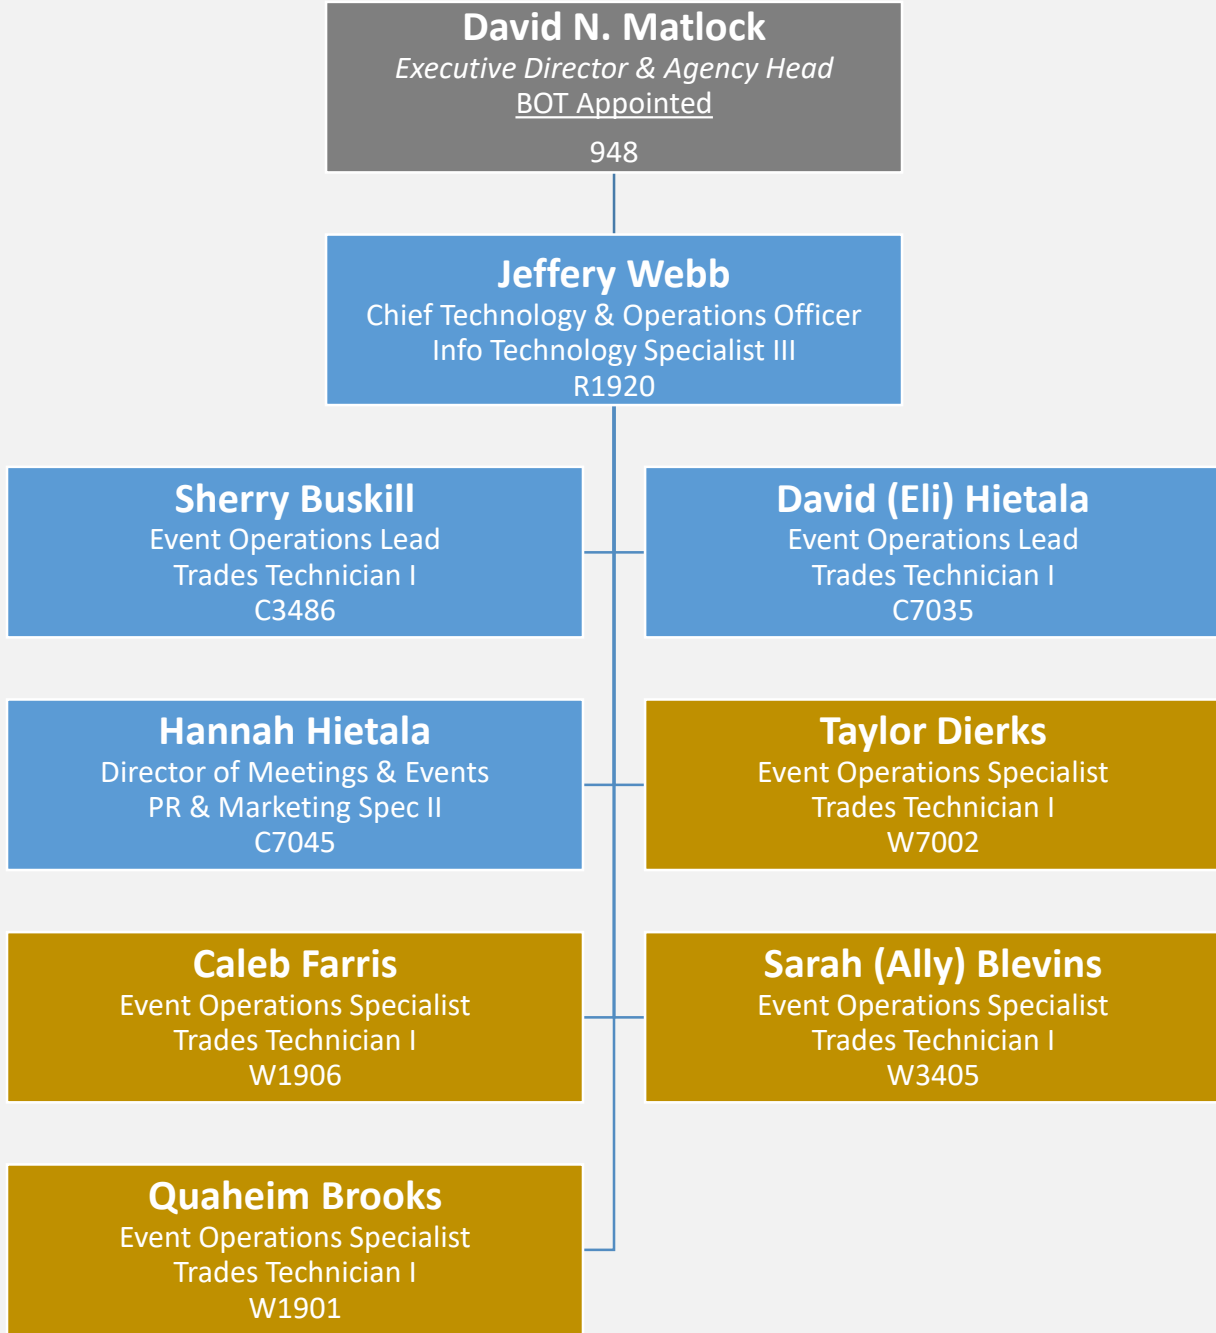 David N. Matlock
Executive Director & Agency Head
BOT Appointed
948
Jeffery Webb
Chief Technology & Operations Officer
Info Technology Specialist III
R1920
Sherry Buskill
Event Operations Lead
Trades Technician I
C3486
David (Eli) Hietala
Event Operations Lead
Trades Technician I
C7035
Hannah Hietala
Director of Meetings & Events
PR & Marketing Spec II
C7045
Taylor Dierks
Event Operations Specialist
Trades Technician I
W7002
Caleb Farris
Event Operations Specialist
Trades Technician I
W1906
Sarah (Ally) Blevins
Event Operations Specialist
Trades Technician I
W3405
Quaheim Brooks
Event Operations Specialist
Trades Technician I
W1901